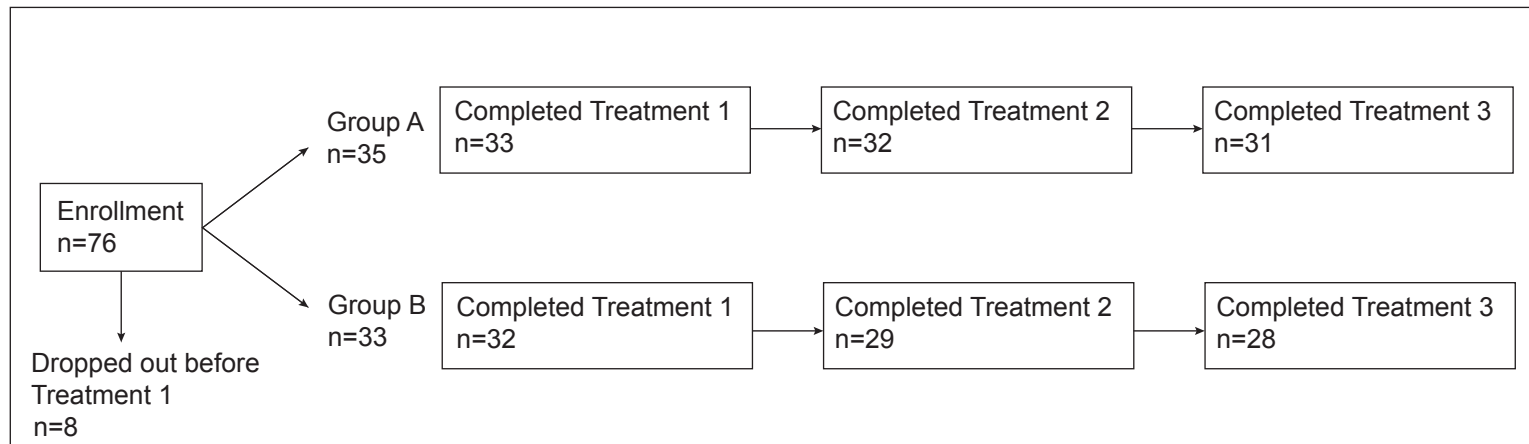 Enrollment
n=76
Dropped out before
Treatment 1
n=8
Group A
n=35
Completed Treatment 1
n=33
Completed Treatment 2
n=32
Completed Treatment 3
n=31
Group B
n=33
Completed Treatment 1
n=32
Completed Treatment 2
n=29
Completed Treatment 3
n=28